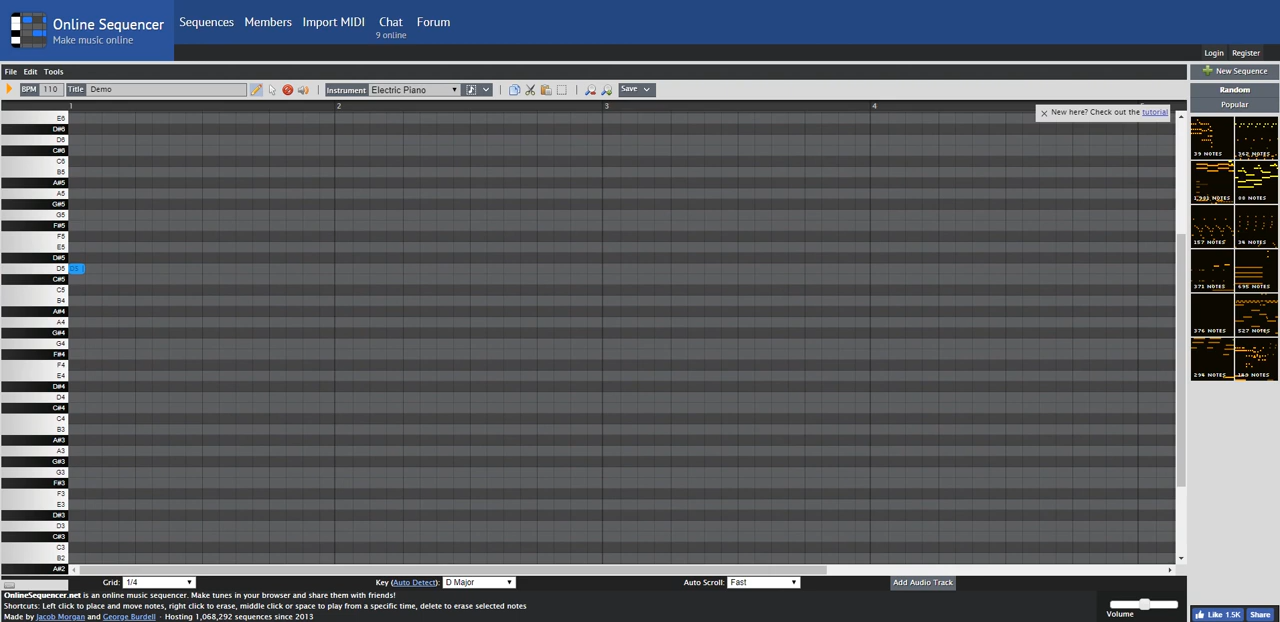 Online Sequencer
Make music online
Sequences Members Import MIDI Chat Forum
9 online
Login Register
File Edit Tools
New Sequence
BPM 110 Title Demo Instrument Electric Piano Save
Random
Popular
1 2 3 4
New here? Check out the tutorial
E6
D#6
D6
C#6
C6
B5
A#5
A5
G#5
G5
F#5
F5
E5
D#5
D5 D5
C#5
C5
B4
A#4
A4
G#4
G4
F#4
F4
E4
D#4
D4
C#4
C4
B3
A#3
A3
G#3
G3
F#3
F3
E3
D#3
D3
C#3
C3
B2
A#2
39 NOTES 362 NOTES
NOTES 88 NOTES
157 NOTES NOTES
371 NOTES 695 NOTES
376 NOTES 527 NOTES
294 NOTES NOTES
Grid: 1/4 Key (Auto Detect): D Major Auto Scroll: Fast Add Audio Track
OnlineSequencer.net is an online music sequencer. Make tunes in your browser and share them with friends!
Shortcuts: Left click to place and move notes, right click to erase, middle click or space to play from a specific time, delete to erase selected notes
Made by Jacob Morgan and George Burdell · Hosting 1,068,292 sequences since 2013
Volume
Like 1.5K Share